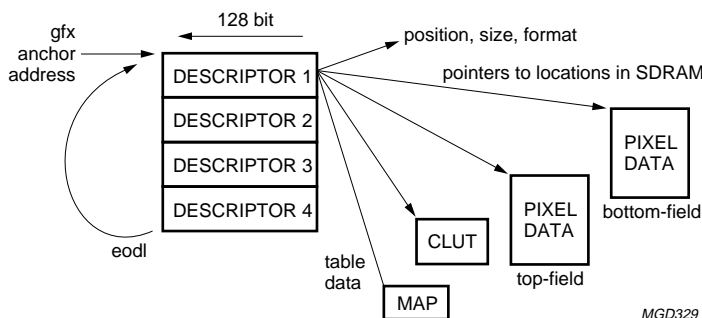 gfx
anchor
address
128 bit
position, size, format
pointers to locations in SDRAM
DESCRIPTOR 1
DESCRIPTOR 2
DESCRIPTOR 3
DESCRIPTOR 4
eodl
table
data
MAP
CLUT
PIXEL
DATA
top-field
PIXEL
DATA
bottom-field
MGD329